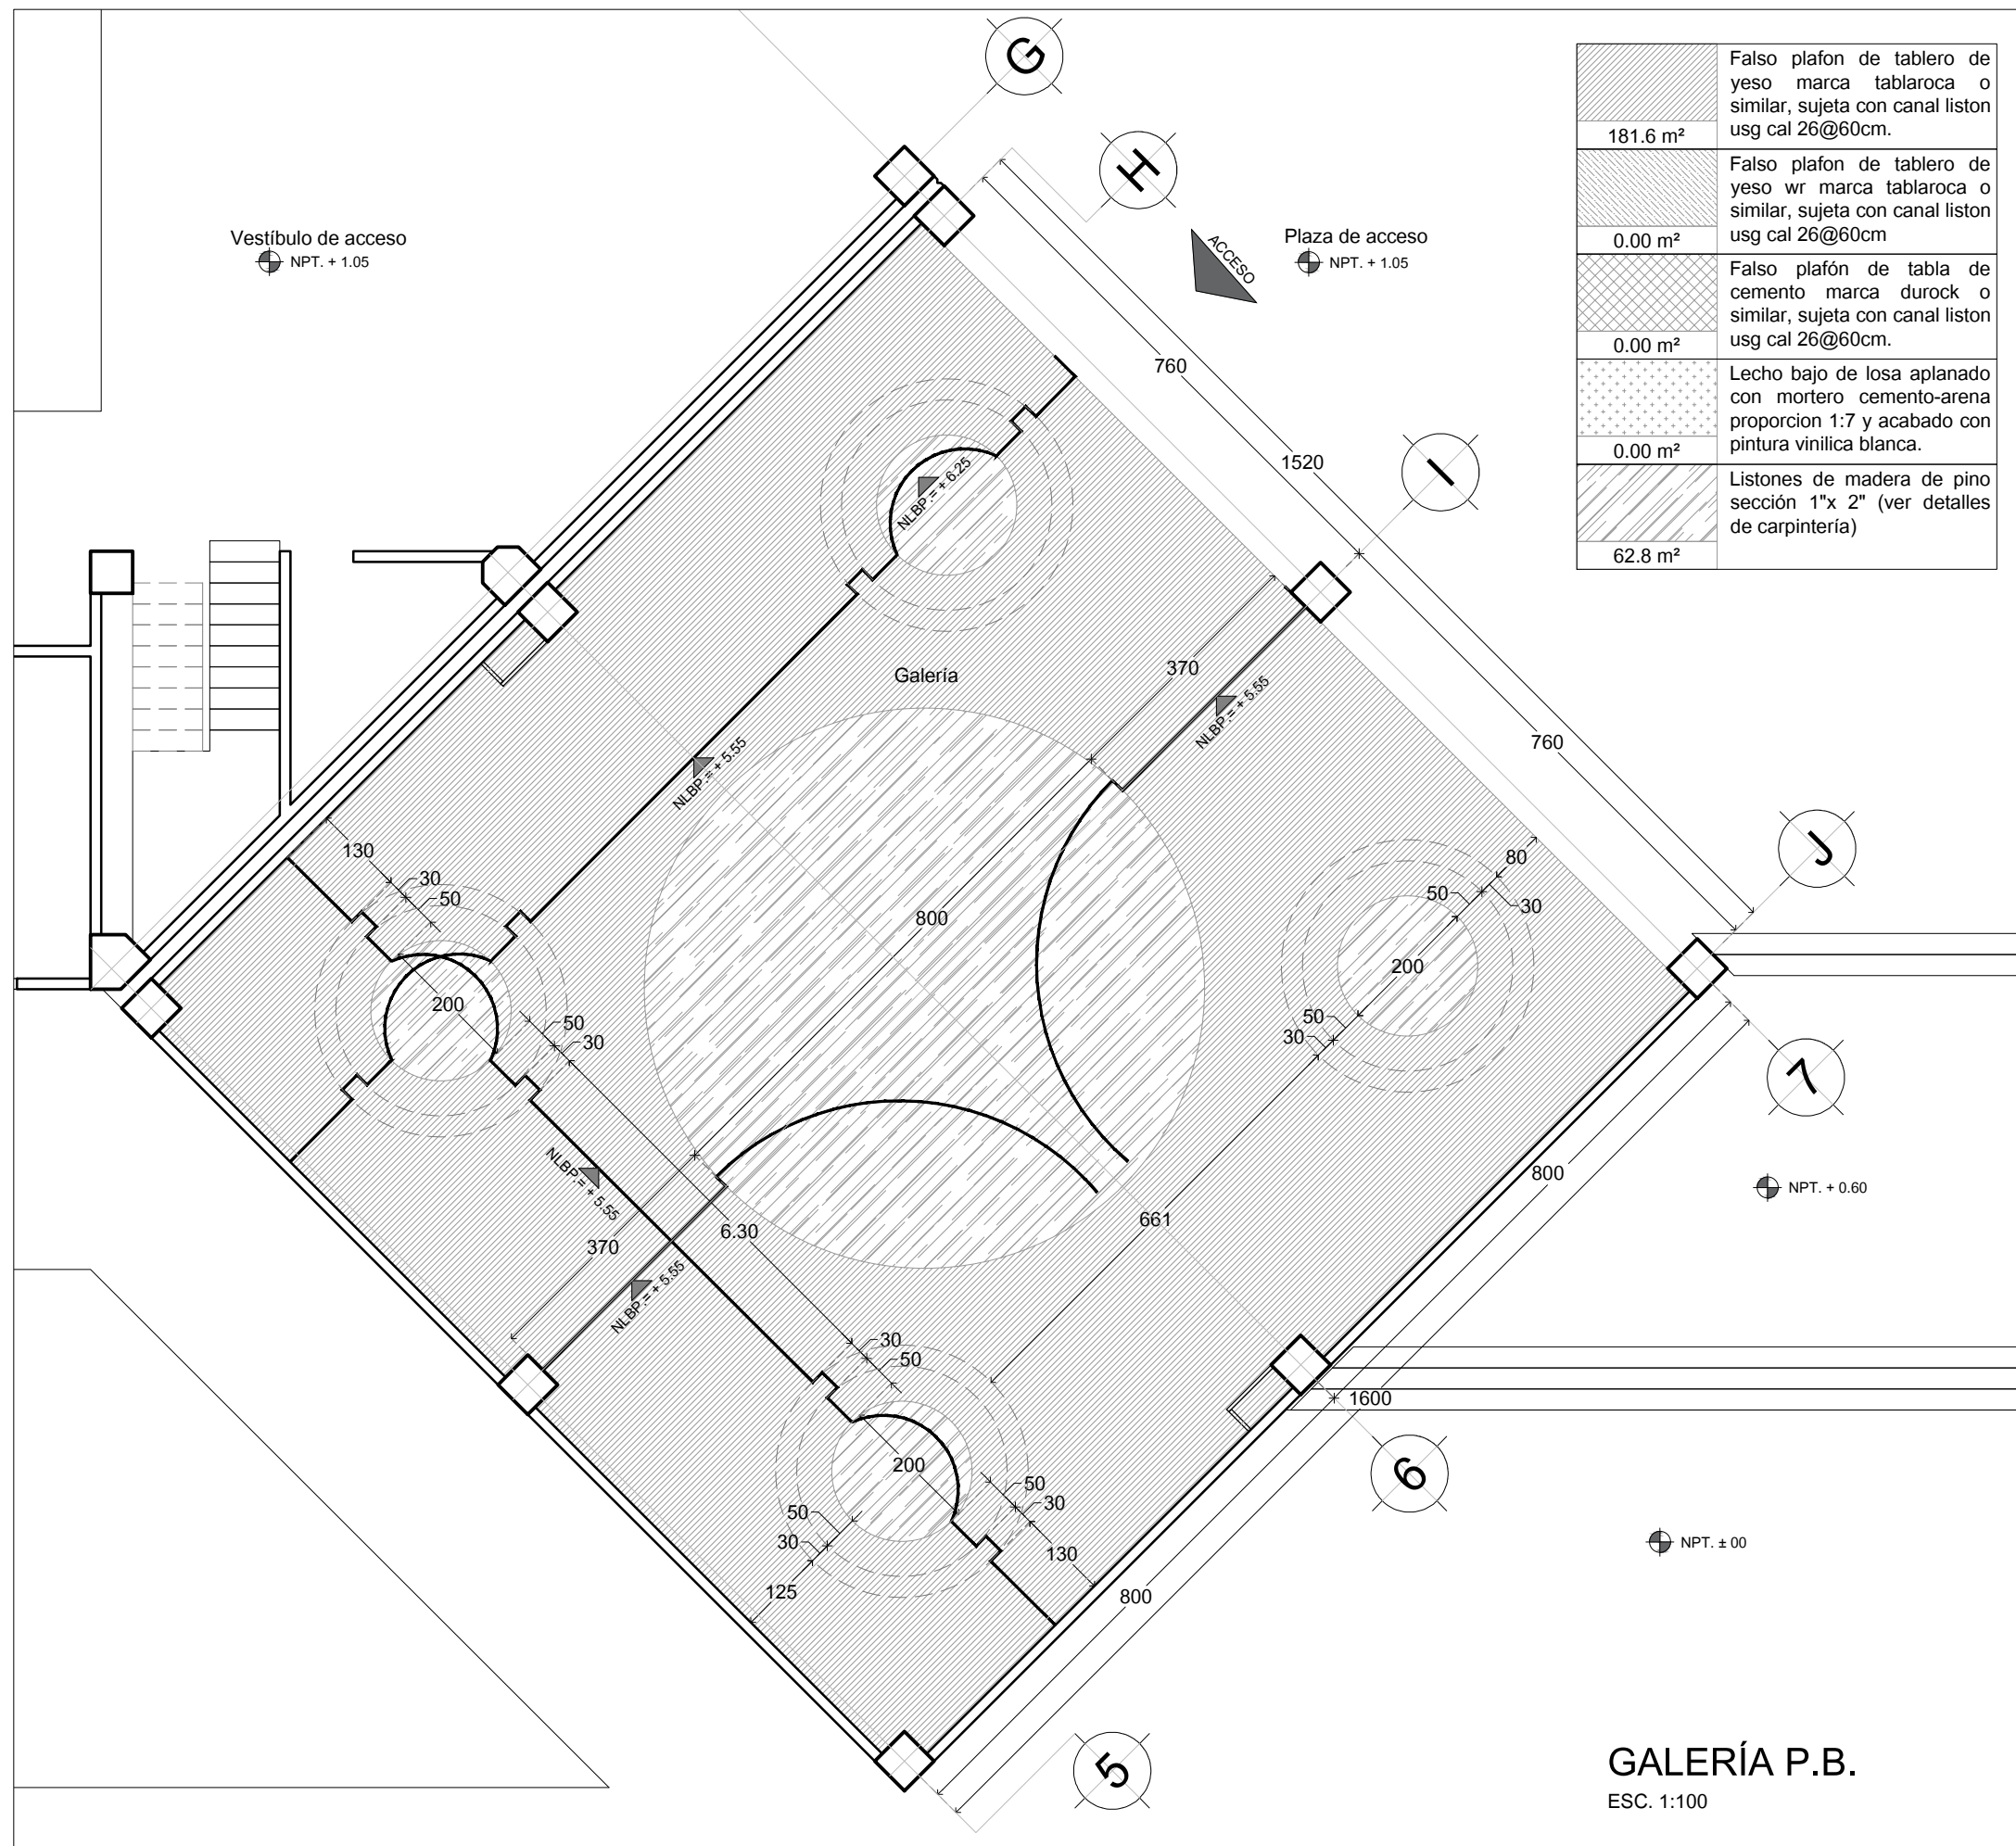 G
H
Vestíbulo de acceso
NPT. + 1.05
ACCESO
Plaza de acceso
NPT. + 1.05
Falso plafon de tablero de
yeso marca tablaroca o
similar, sujeta con canal liston
usg cal 26@60cm.
181.6 m²
Falso plafon de tablero de
yeso wr marca tablaroca o
similar, sujeta con canal liston
usg cal 26@60cm
0.00 m²
Falso plafón de tabla de
cemento marca durock o
similar, sujeta con canal liston
usg cal 26@60cm.
0.00 m²
Lecho bajo de losa aplanado
con mortero cemento-arena
proporcion 1:7 y acabado con
pintura vinilica blanca.
0.00 m²
Listones de madera de pino
sección 1"x 2" (ver detalles
de carpintería)
62.8 m²
760
1520
I
NLBP.= + 6.25
Galería
370
NLBP.= + 5.55
760
NLBP.= + 5.55
J
130
30
50
800
80
50
30
200
200
50
30
50
30
7
NLBP.= + 5.55
800
NPT. + 0.60
6.30
661
370
NLBP.= + 5.55
30
50
1600
200
50
30
50
30
6
130
125
800
NPT. ± 00
5
GALERÍA P.B.
ESC. 1:100